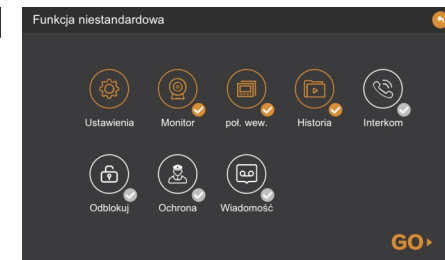 Funkcja niestandardowa
Ustawienia Monitor poł. wew. Historia Interkom
Odblokuj Ochrona Wiadomość
GO